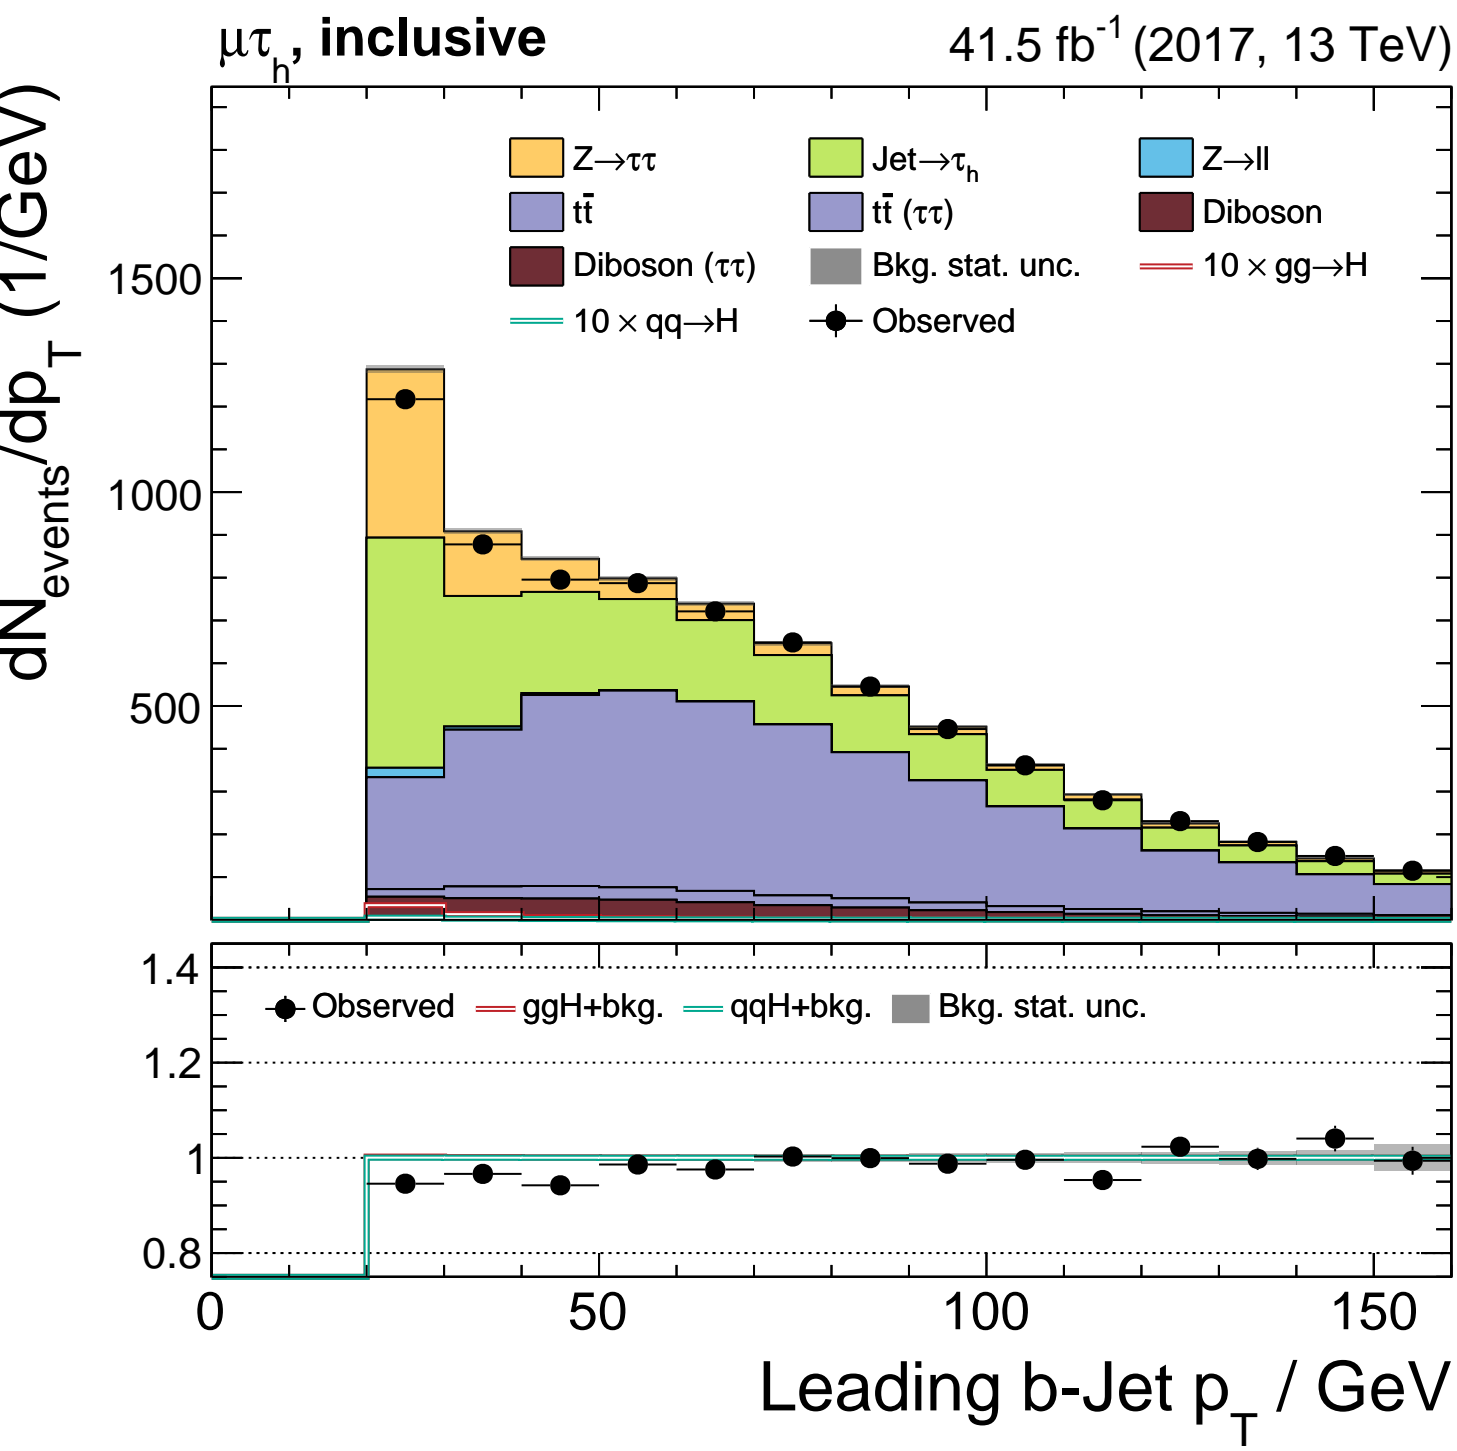 μτh, inclusive
41.5 fb-1 (2017, 13 TeV)
dNevents/dpT (1/GeV)
Z→ττ Jet→τh Z→ll
tt̄ tt̄ (ττ) Diboson
Diboson (ττ) Bkg. stat. unc. 10 × gg→H
10 × qq→H Observed
1500
1000
500
1.4
Observed ggH+bkg. qqH+bkg. Bkg. stat. unc.
1.2
1
0.8
0 50 100 150
Leading b-Jet pT / GeV